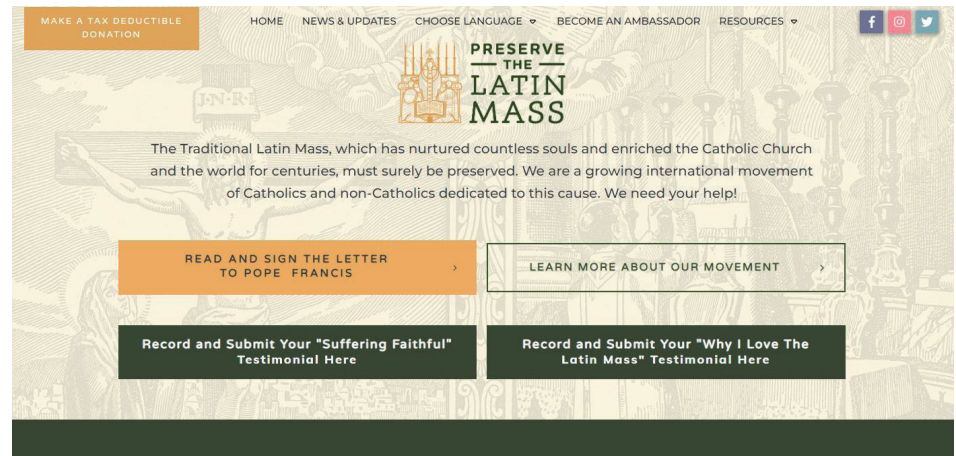 MAKE A TAX DEDUCTIBLE
DONATION
HOME NEWS & UPDATES CHOOSE LANGUAGE BECOME AN AMBASSADOR RESOURCES
PRESERVE
THE
LATIN
MASS
J·N·R·I
The Traditional Latin Mass, which has nurtured countless souls and enriched the Catholic Church
and the world for centuries, must surely be preserved. We are a growing international movement
of Catholics and non-Catholics dedicated to this cause. We need your help!
READ AND SIGN THE LETTER
TO POPE FRANCIS
LEARN MORE ABOUT OUR MOVEMENT
Record and Submit Your "Suffering Faithful"
Testimonial Here
Record and Submit Your "Why I Love The
Latin Mass" Testimonial Here